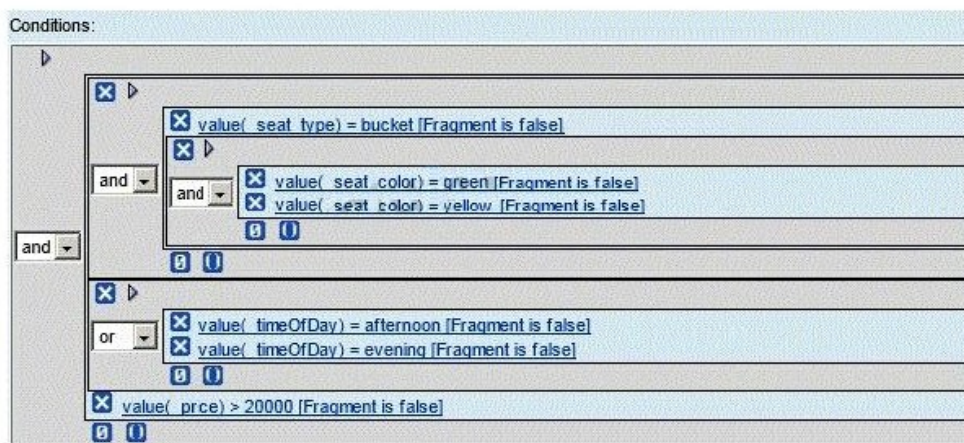 Conditions:
value(_seat_type) = bucket [Fragment is false]
and
and
value(_seat_color) = green [Fragment is false]
value(_seat_color) = yellow [Fragment is false]
and
or
value(_timeOfDay) = afternoon [Fragment is false]
value(_timeOfDay) = evening [Fragment is false]
value(_prce) > 20000 [Fragment is false]